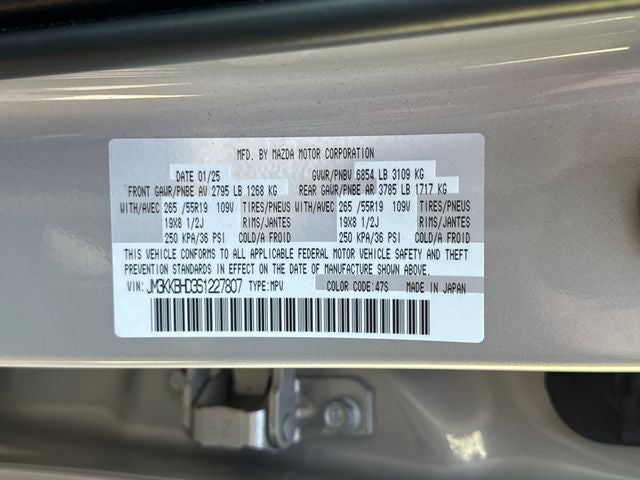 MFD. BY MAZDA MOTOR CORPORATION
DATE 01/25 GVWR/PNBV 6854 LB 3109 KG
FRONT GAWR/PNBE AV 2795 LB 1268 KG REAR GAWR/PNBE AR 3785 LB 1717 KG
WITH/AVEC 265 /55R19 109V TIRES/PNEUS WITH/AVEC 265 /55R19 109V TIRES/PNEUS
19X8 1/2J RIMS/JANTES 19X8 1/2J RIMS/JANTES
250 KPA/36 PSI COLD/A FROID 250 KPA/36 PSI COLD/A FROID
THIS VEHICLE CONFORMS TO ALL APPLICABLE FEDERAL MOTOR VEHICLE SAFETY AND THEFT
PREVENTION STANDARDS IN EFFECT ON THE DATE OF MANUFACTURE SHOWN ABOVE.
VIN: JM3KKBHD3S1227807 TYPE:MPV COLOR CODE:47S MADE IN JAPAN